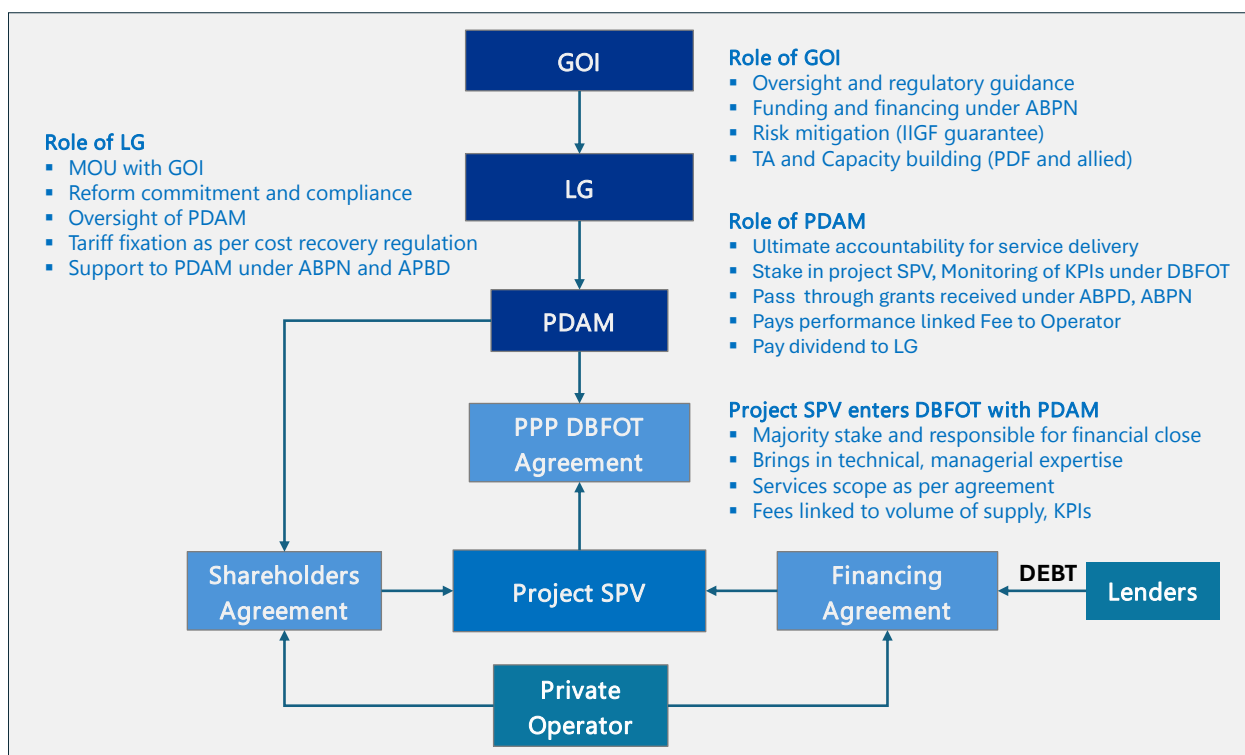 GOI
Role of GOI
▪ Oversight and regulatory guidance
▪ Funding and financing under ABPN
▪ Risk mitigation (IIGF guarantee)
▪ TA and Capacity building (PDF and allied)
Role of LG
▪ MOU with GOI
▪ Reform commitment and compliance
▪ Oversight of PDAM
▪ Tariff fixation as per cost recovery regulation
▪ Support to PDAM under ABPN and APBD
LG
Role of PDAM
▪ Ultimate accountability for service delivery
▪ Stake in project SPV, Monitoring of KPIs under DBFOT
▪ Pass through grants received under ABPD, ABPN
▪ Pays performance linked Fee to Operator
▪ Pay dividend to LG
PDAM
PPP DBFOT
Agreement
Project SPV enters DBFOT with PDAM
▪ Majority stake and responsible for financial close
▪ Brings in technical, managerial expertise
▪ Services scope as per agreement
▪ Fees linked to volume of supply, KPIs
Shareholders
Agreement
Project SPV
Financing
Agreement
DEBT
Lenders
Private
Operator